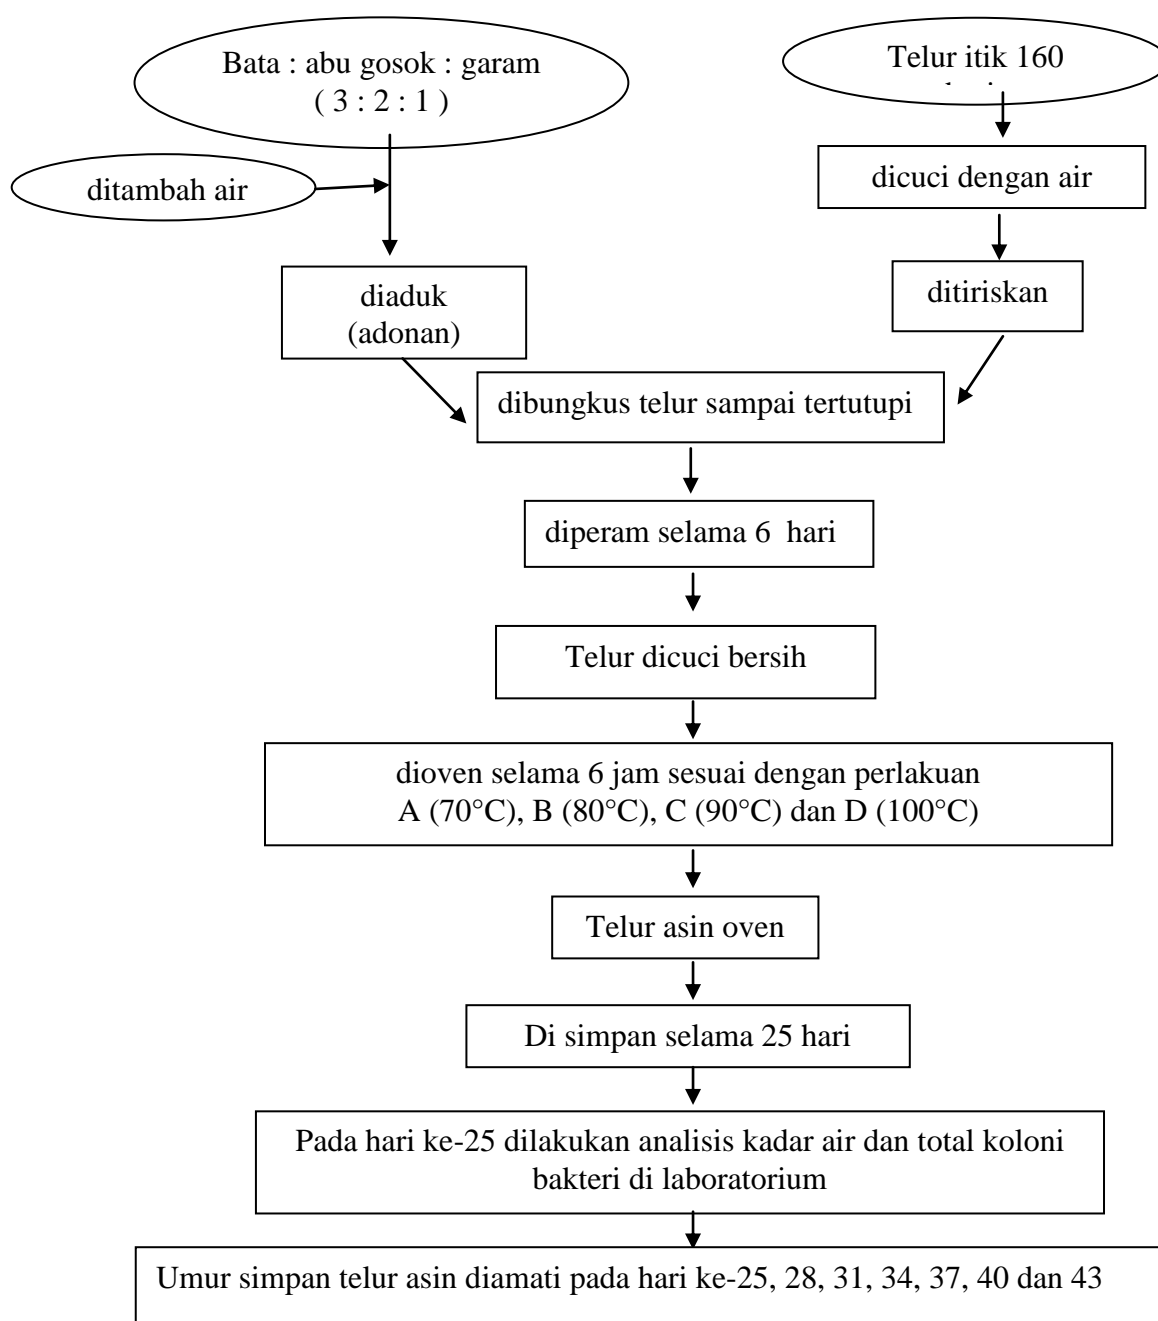 Bata : abu gosok : garam
( 3 : 2 : 1 )
Telur itik 160
ditambah air
dicuci dengan air
diaduk
(adonan)
ditiriskan
dibungkus telur sampai tertutupi
diperam selama 6 hari
Telur dicuci bersih
dioven selama 6 jam sesuai dengan perlakuan
A (70°C), B (80°C), C (90°C) dan D (100°C)
Telur asin oven
Di simpan selama 25 hari
Pada hari ke-25 dilakukan analisis kadar air dan total koloni
bakteri di laboratorium
Umur simpan telur asin diamati pada hari ke-25, 28, 31, 34, 37, 40 dan 43